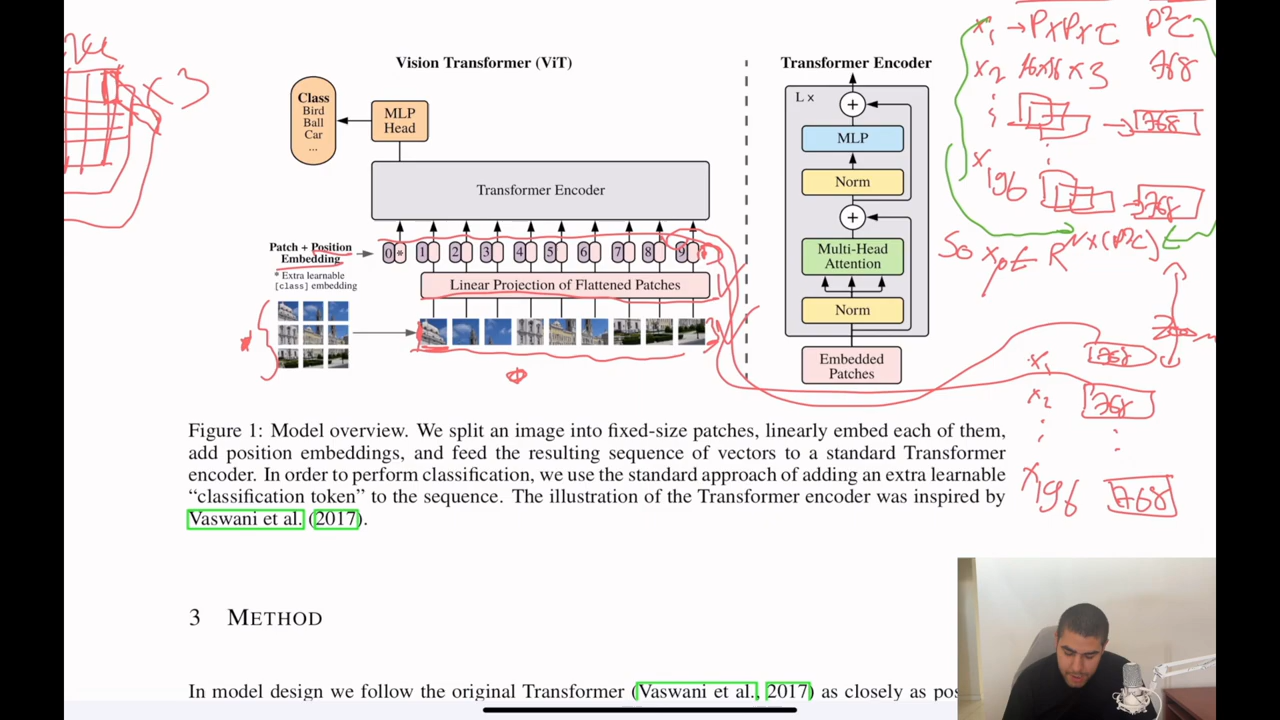 Vision Transformer (ViT)
Transformer Encoder
Class
Bird
Ball
Car
...
MLP
Head
Transformer Encoder
Patch + Position
Embedding
* Extra learnable
[class] embedding
0 * 1 2 3 4 5 6 7 8 9
Linear Projection of Flattened Patches
L x
+
MLP
Norm
+
Multi-Head
Attention
Norm
Embedded
Patches
x 3
x1 → P x P x C P²C
x2 16x16 x 3 768
768
x196 → 768
So xp ∈ R^N x (P²C)
x1 768
x2 768
x196 768
Figure 1: Model overview. We split an image into fixed-size patches, linearly embed each of them,
add position embeddings, and feed the resulting sequence of vectors to a standard Transformer
encoder. In order to perform classification, we use the standard approach of adding an extra learnable
“classification token” to the sequence. The illustration of the Transformer encoder was inspired by
Vaswani et al. (2017).
3 METHOD
In model design we follow the original Transformer (Vaswani et al., 2017) as closely as